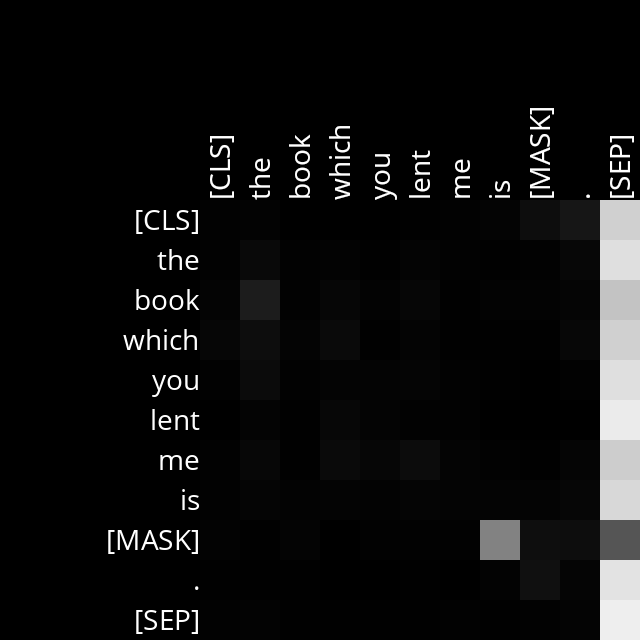 [CLS] the book which you lent me is [MASK] . [SEP]
[CLS]
the
book
which
you
lent
me
is
[MASK]
.
[SEP]